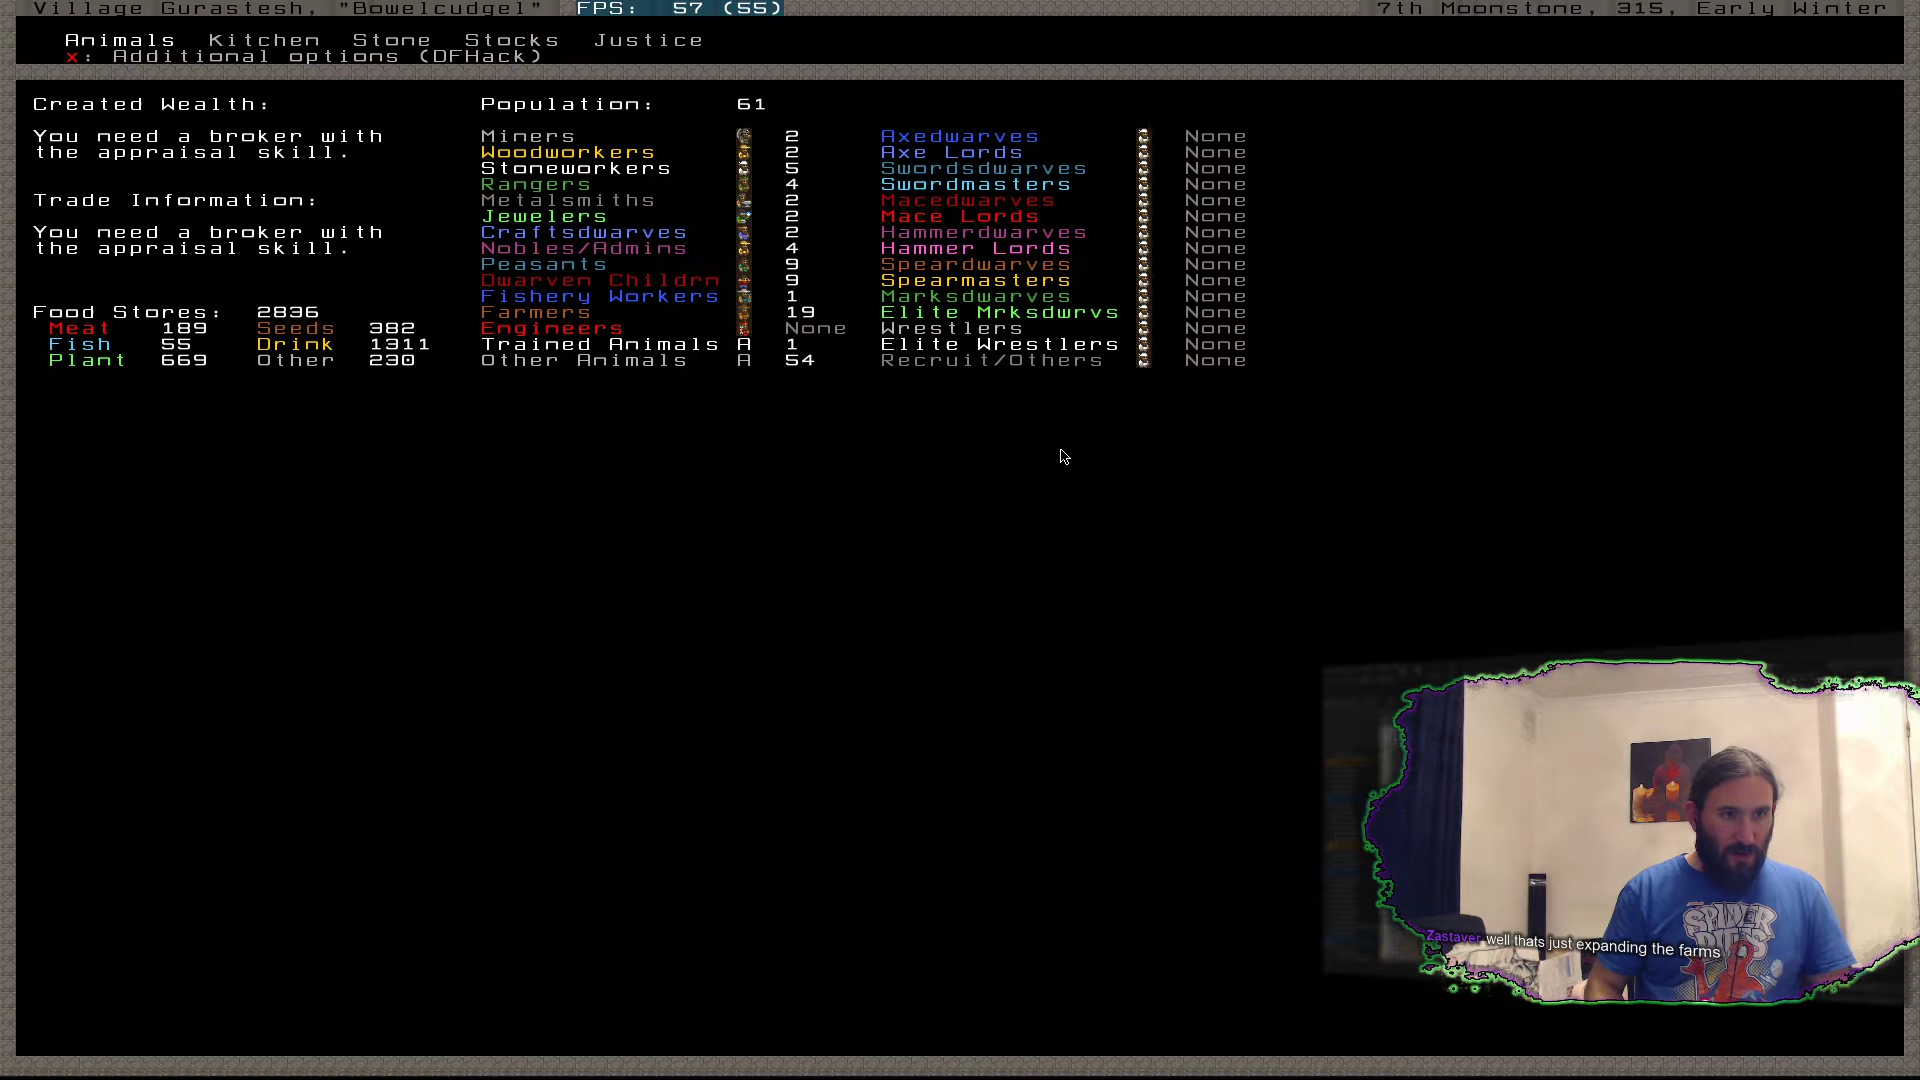 Village Gurastesh, "Bowelcudgel" FPS: 57 (55) 7th Moonstone, 315, Early Winter
Animals Kitchen Stone Stocks Justice
x: Additional options (DFHack)
Created Wealth: Population: 61
You need a broker with Miners 2 Axedwarves None
the appraisal skill. Woodworkers 2 Axe Lords None
Stoneworkers 5 Swordsdwarves None
Rangers 4 Swordmasters None
Trade Information: Metalsmiths 2 Macedwarves None
Jewelers 2 Mace Lords None
You need a broker with Craftsdwarves 2 Hammerdwarves None
the appraisal skill. Nobles/Admins 4 Hammer Lords None
Peasants 9 Speardwarves None
Dwarven Childrn 9 Spearmasters None
Fishery Workers 1 Marksdwarves None
Food Stores: 2836 Farmers 19 Elite Mrksdwrvs None
Meat 189 Seeds 382 Engineers None Wrestlers None
Fish 55 Drink 1311 Trained Animals A 1 Elite Wrestlers None
Plant 669 Other 230 Other Animals A 54 Recruit/Others None
SPIDER
Zastaver well thats just expanding the farms